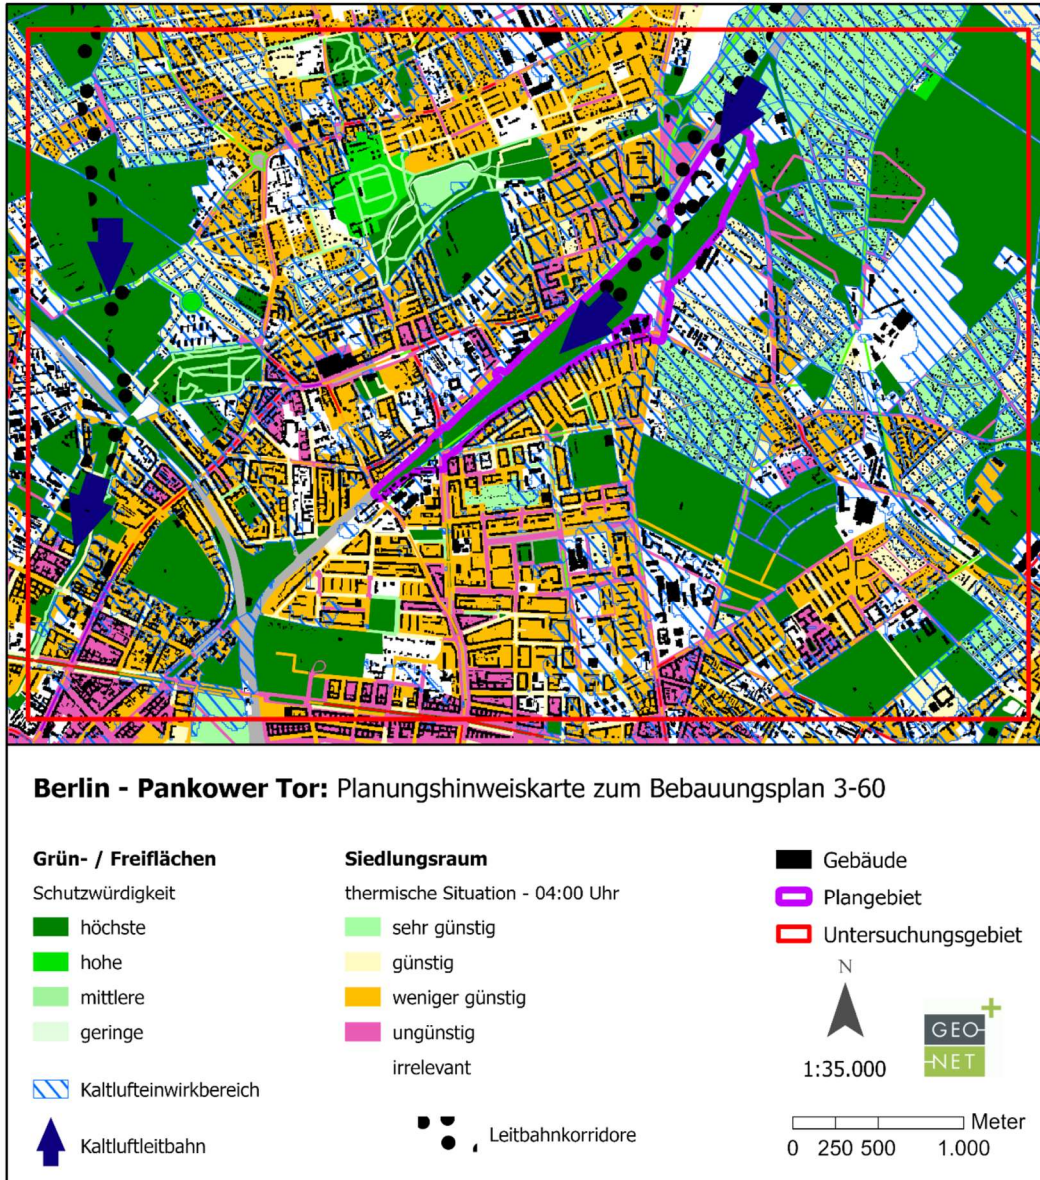 Berlin - Pankower Tor: Planungshinweiskarte zum Bebauungsplan 3-60
Grün- / Freiflächen
Schutzwürdigkeit
höchste
hohe
mittlere
geringe
Kaltlufteinwirkbereich
Kaltluftleitbahn
Siedlungsraum
thermische Situation - 04:00 Uhr
sehr günstig
günstig
weniger günstig
ungünstig
irrelevant
Leitbahnkorridore
Gebäude
Plangebiet
Untersuchungsgebiet
N
1:35.000
GEO
NET
Meter
0 250 500 1.000